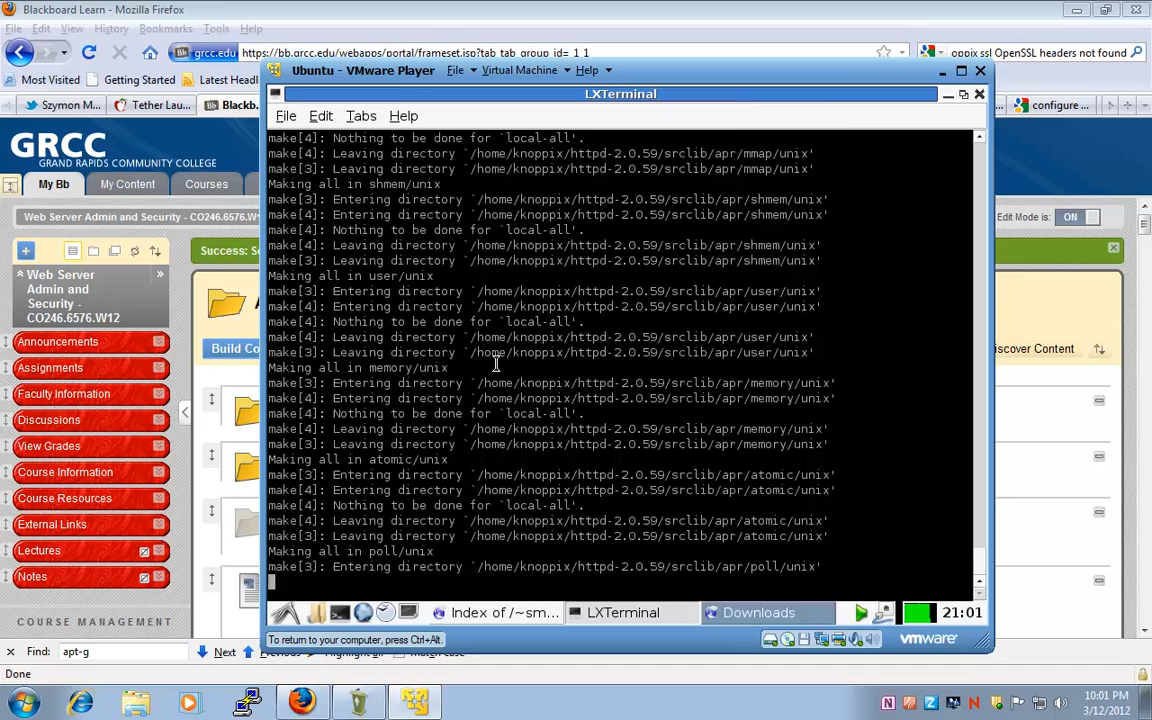 Blackboard Learn - Mozilla Firefox
File Edit View History Bookmarks Tools Help
grcc.edu https://bb.grcc.edu/webapps/portal/frameset.jsp?tab_tab_group_id=_1_1
oppix ssl OpenSSL headers not found
Most Visited Getting Started Latest Headl
Szymon M... Tether Lau... Blackb. configure ...
Ubuntu - VMware Player File Virtual Machine Help
LXTerminal
File Edit Tabs Help
make[4]: Nothing to be done for `local-all'.
make[4]: Leaving directory `/home/knoppix/httpd-2.0.59/srclib/apr/mmap/unix'
make[3]: Leaving directory `/home/knoppix/httpd-2.0.59/srclib/apr/mmap/unix'
Making all in shmem/unix
make[3]: Entering directory `/home/knoppix/httpd-2.0.59/srclib/apr/shmem/unix'
make[4]: Entering directory `/home/knoppix/httpd-2.0.59/srclib/apr/shmem/unix'
make[4]: Nothing to be done for `local-all'.
make[4]: Leaving directory `/home/knoppix/httpd-2.0.59/srclib/apr/shmem/unix'
make[3]: Leaving directory `/home/knoppix/httpd-2.0.59/srclib/apr/shmem/unix'
Making all in user/unix
make[3]: Entering directory `/home/knoppix/httpd-2.0.59/srclib/apr/user/unix'
make[4]: Entering directory `/home/knoppix/httpd-2.0.59/srclib/apr/user/unix'
make[4]: Nothing to be done for `local-all'.
make[4]: Leaving directory `/home/knoppix/httpd-2.0.59/srclib/apr/user/unix'
make[3]: Leaving directory `/home/knoppix/httpd-2.0.59/srclib/apr/user/unix'
Making all in memory/unix
make[3]: Entering directory `/home/knoppix/httpd-2.0.59/srclib/apr/memory/unix'
make[4]: Entering directory `/home/knoppix/httpd-2.0.59/srclib/apr/memory/unix'
make[4]: Nothing to be done for `local-all'.
make[4]: Leaving directory `/home/knoppix/httpd-2.0.59/srclib/apr/memory/unix'
make[3]: Leaving directory `/home/knoppix/httpd-2.0.59/srclib/apr/memory/unix'
Making all in atomic/unix
make[3]: Entering directory `/home/knoppix/httpd-2.0.59/srclib/apr/atomic/unix'
make[4]: Entering directory `/home/knoppix/httpd-2.0.59/srclib/apr/atomic/unix'
make[4]: Nothing to be done for `local-all'.
make[4]: Leaving directory `/home/knoppix/httpd-2.0.59/srclib/apr/atomic/unix'
make[3]: Leaving directory `/home/knoppix/httpd-2.0.59/srclib/apr/atomic/unix'
Making all in poll/unix
make[3]: Entering directory `/home/knoppix/httpd-2.0.59/srclib/apr/poll/unix'
Index of /~sm... LXTerminal Downloads 21:01
To return to your computer, press Ctrl+Alt. vmware
GRCC
GRAND RAPIDS COMMUNITY COLLEGE
My Bb My Content Courses
Web Server Admin and Security - CO246.6576.W12
Edit Mode is: ON
Success: S
Web Server
Admin and
Security -
CO246.6576.W12
Build Co
Discover Content
Announcements
Assignments
Faculty Information
Discussions
View Grades
Course Information
Course Resources
External Links
Lectures
Notes
COURSE MANAGEMENT
Find: apt-g Next
Done
10:01 PM
3/12/2012